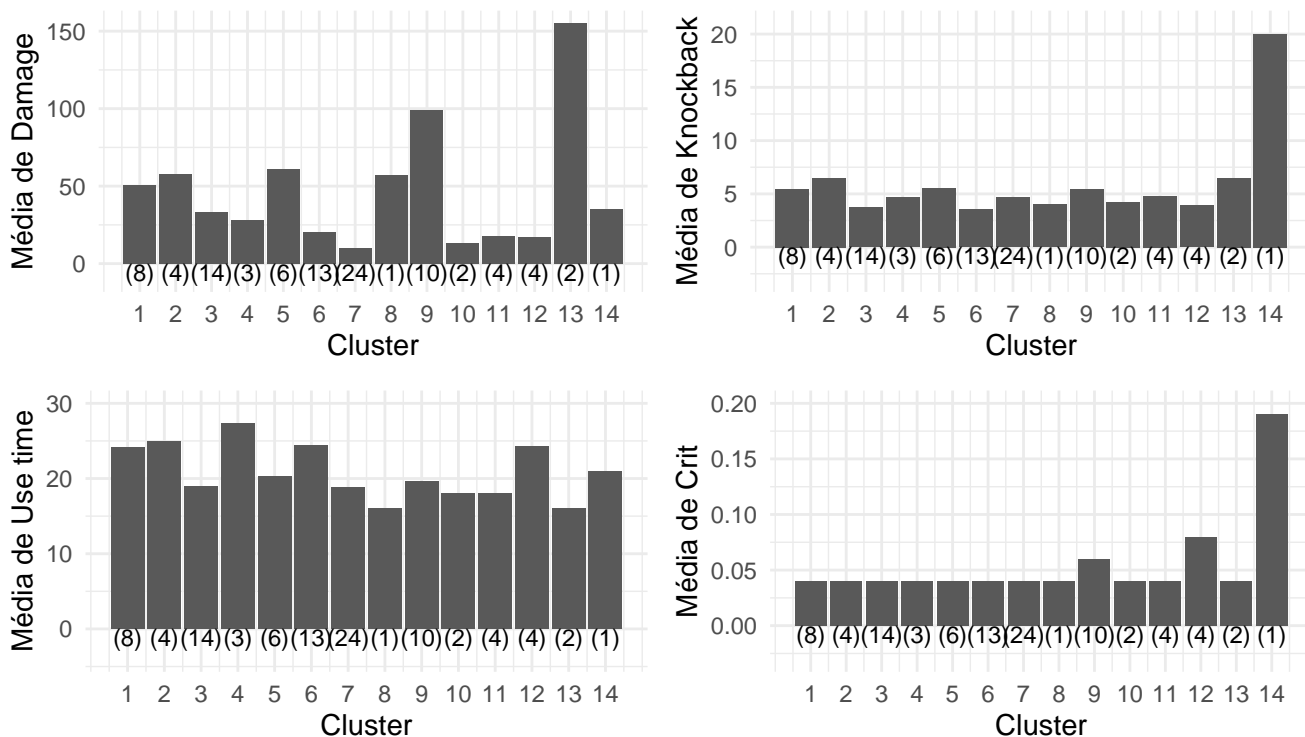 Média de Damage
150
100
50
0
(8) (4) (14) (3) (6) (13) (24) (1) (10) (2) (4) (4) (2) (1)
1 2 3 4 5 6 7 8 9 10 11 12 13 14
Cluster
Média de Knockback
20
15
10
5
0
(8) (4) (14) (3) (6) (13) (24) (1) (10) (2) (4) (4) (2) (1)
1 2 3 4 5 6 7 8 9 10 11 12 13 14
Cluster
Média de Use time
30
20
10
0
(8) (4) (14) (3) (6) (13) (24) (1) (10) (2) (4) (4) (2) (1)
1 2 3 4 5 6 7 8 9 10 11 12 13 14
Cluster
Média de Crit
0.20
0.15
0.10
0.05
0.00
(8) (4) (14) (3) (6) (13) (24) (1) (10) (2) (4) (4) (2) (1)
1 2 3 4 5 6 7 8 9 10 11 12 13 14
Cluster